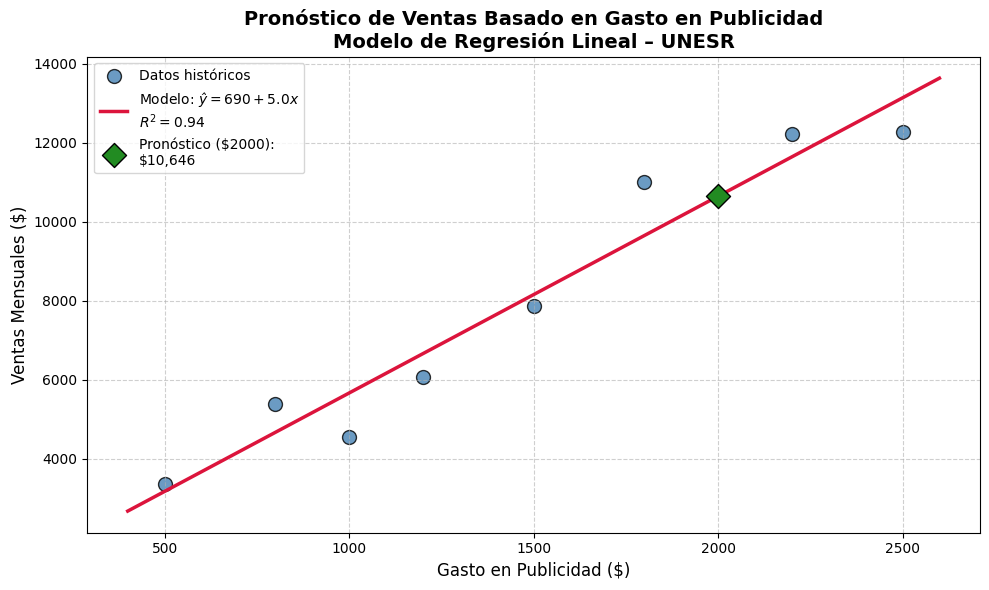 Pronóstico de Ventas Basado en Gasto en Publicidad
Modelo de Regresión Lineal – UNESR
Datos históricos
Modelo: ŷ = 690 + 5.0x
R² = 0.94
Pronóstico ($2000):
$10,646
Ventas Mensuales ($)
14000
12000
10000
8000
6000
4000
500
1000
1500
2000
2500
Gasto en Publicidad ($)